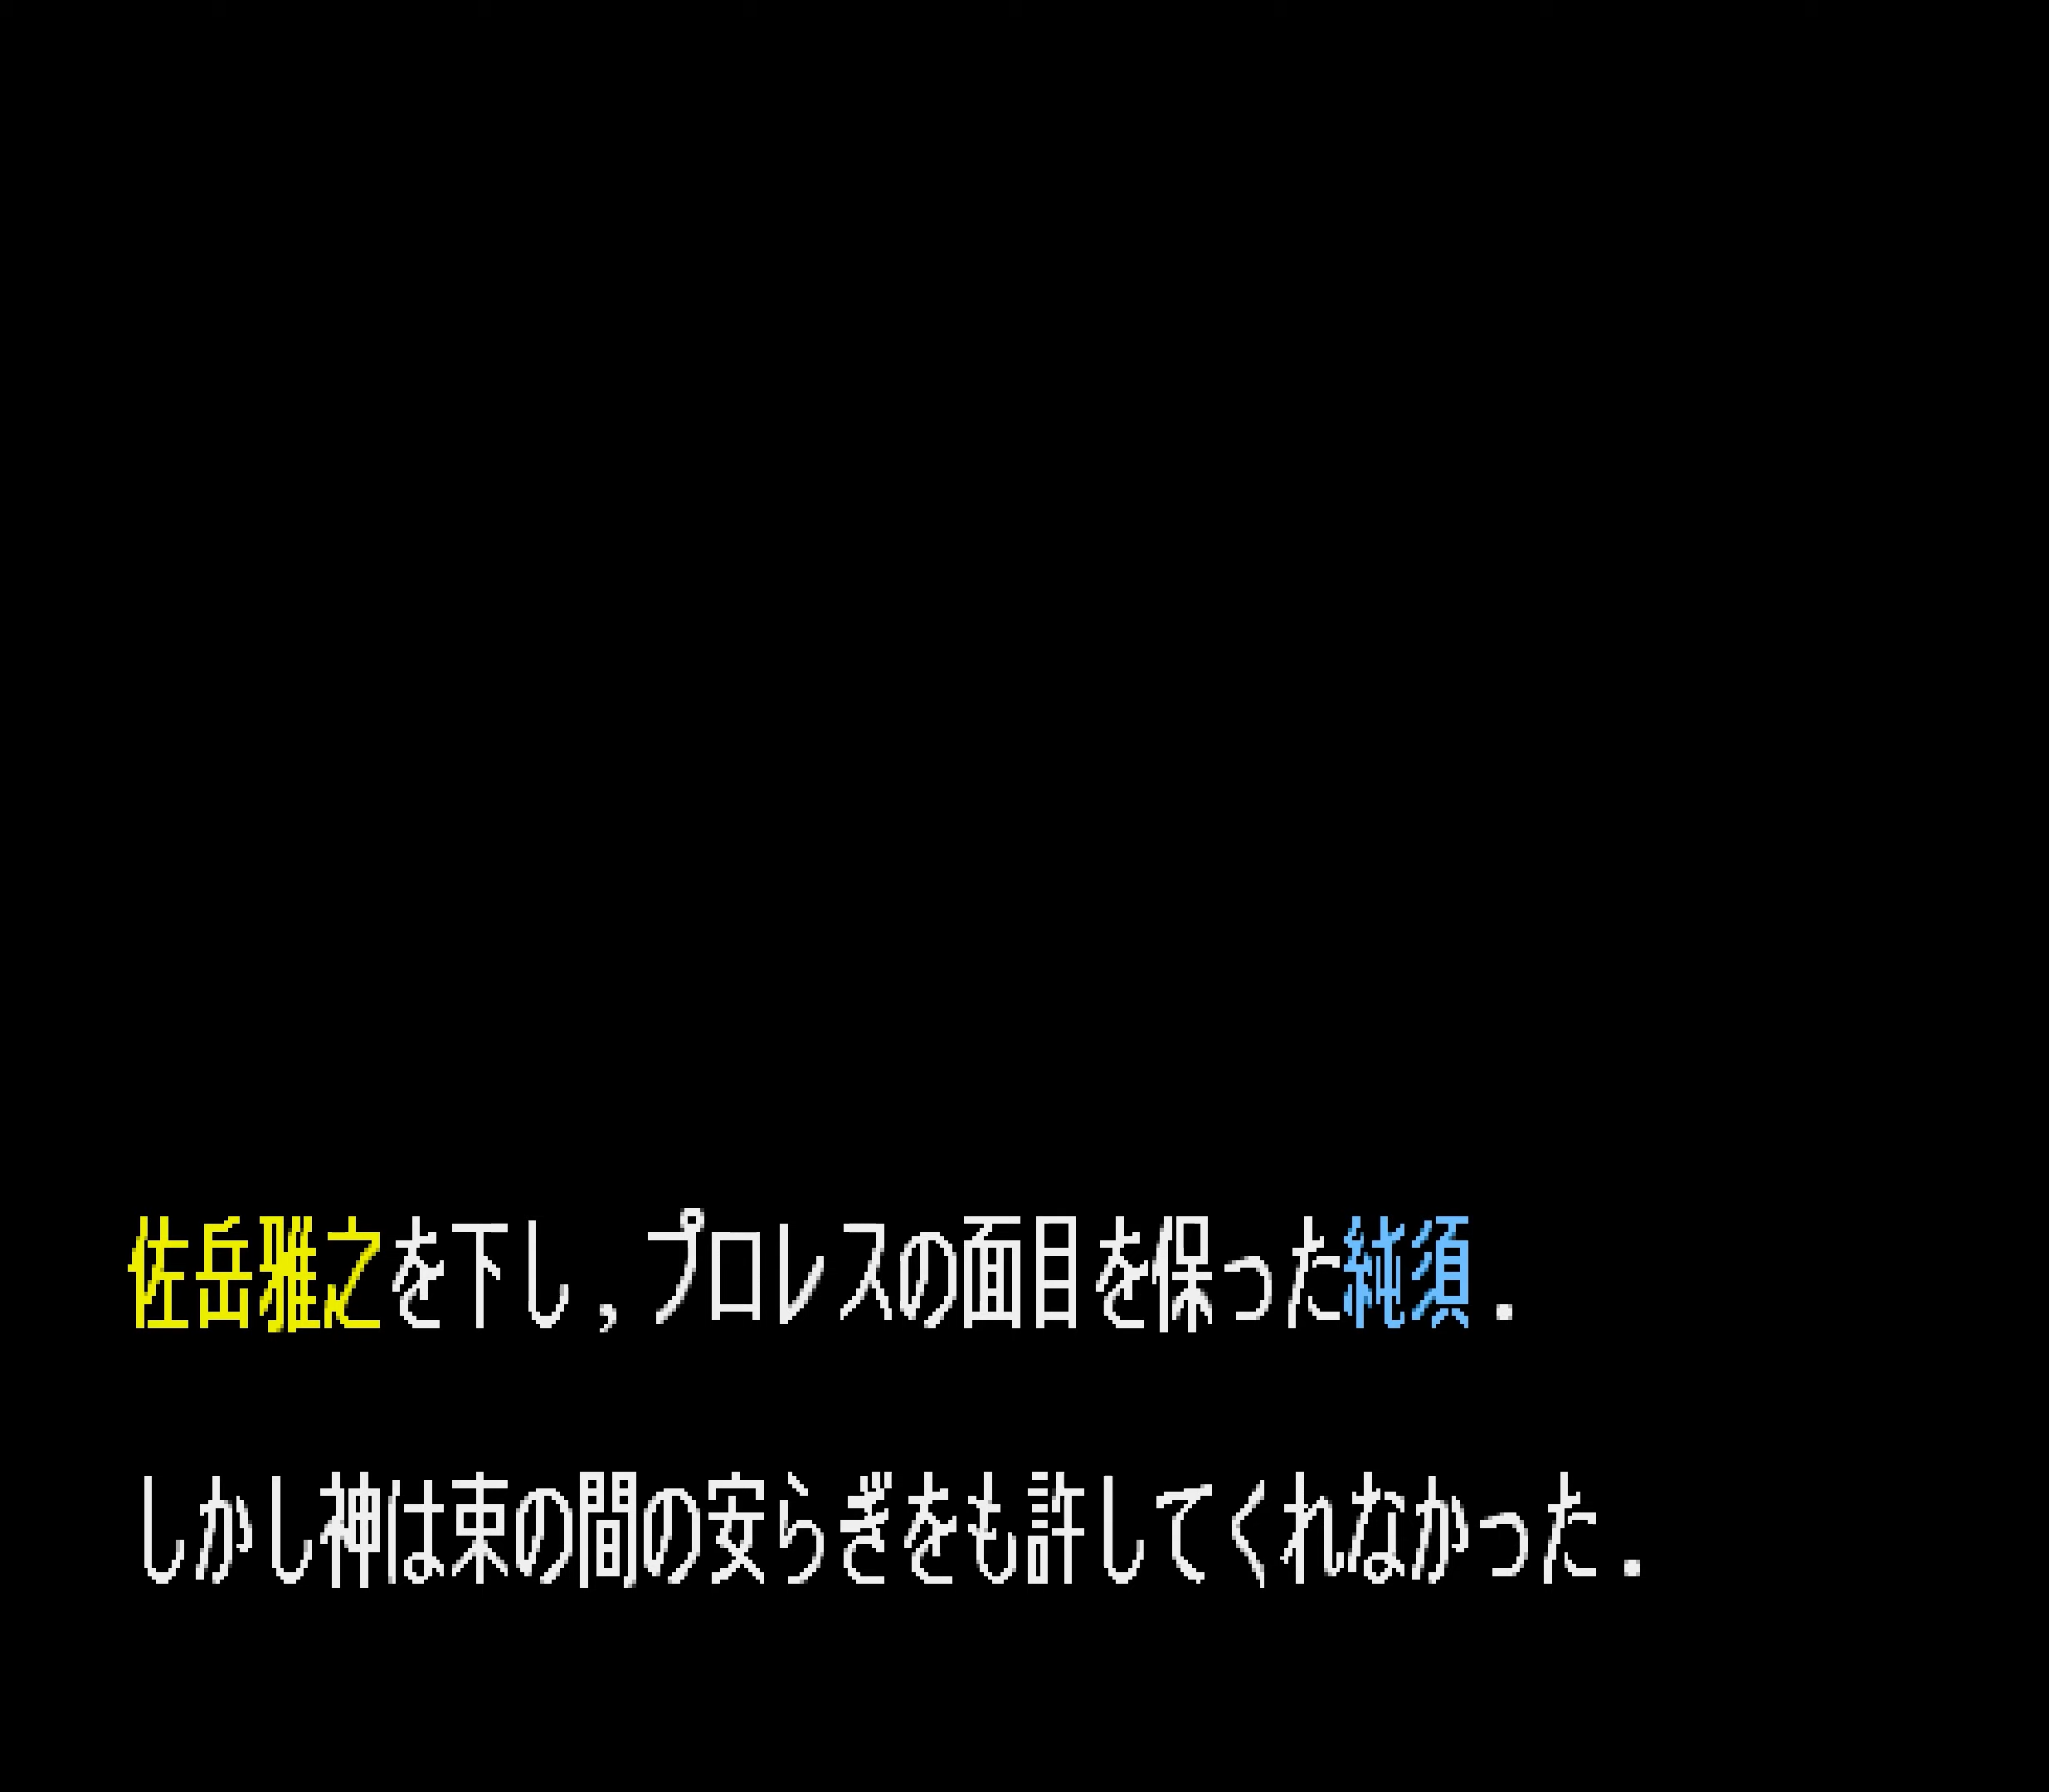 佐岳雅之を下し,プロレスの面目を保った純須.
しかし神は束の間の安らぎをも許してくれなかった.